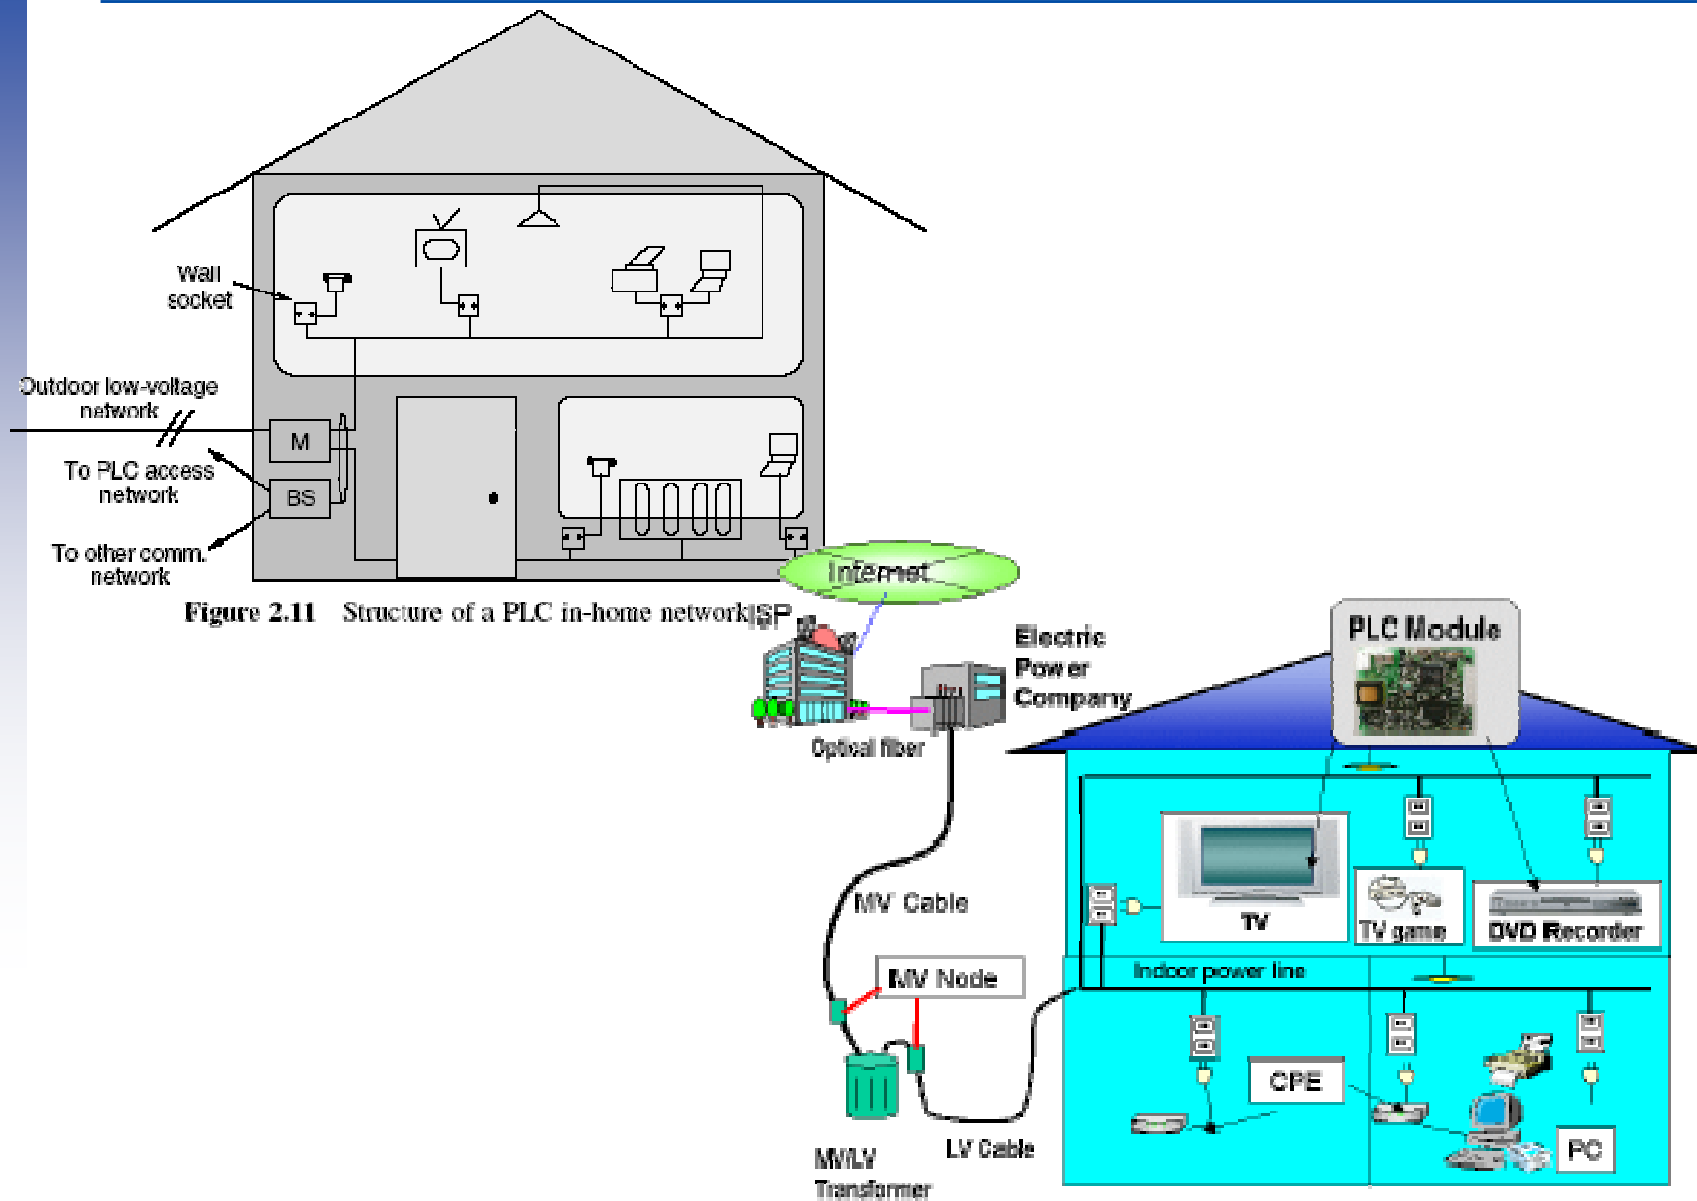 Wall
socket
Outdoor low-voltage
network
M
To PLC access
network
BS
To other comm.
network
Figure 2.11 Structure of a PLC in-home network
Internet
ISP
Electric
Power
Company
Optical fiber
PLC Module
MV Cable
TV
TV game
DVD Recorder
MV Node
Indoor power line
CPE
LV Cable
PC
MV/LV
Transformer